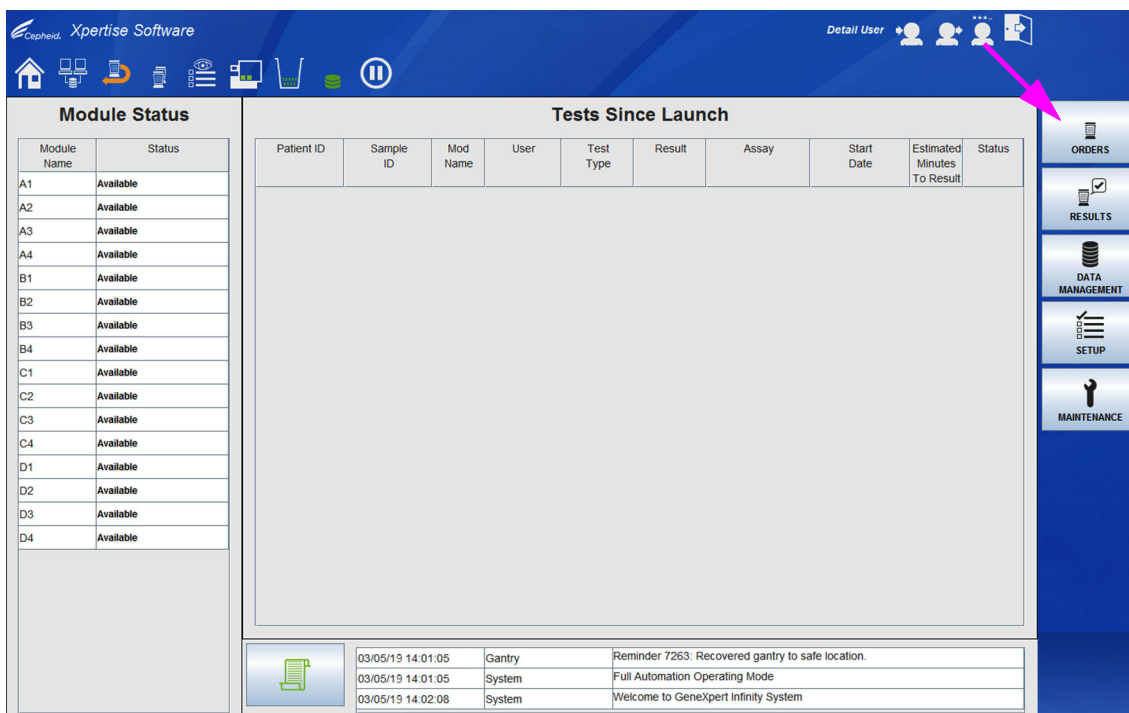 Cepheid. Xpertise Software
Detail User
Module Status
Module Name
Status
A1 Available
A2 Available
A3 Available
A4 Available
B1 Available
B2 Available
B3 Available
B4 Available
C1 Available
C2 Available
C3 Available
C4 Available
D1 Available
D2 Available
D3 Available
D4 Available
Tests Since Launch
Patient ID
Sample ID
Mod Name
User
Test Type
Result
Assay
Start Date
Estimated Minutes To Result
Status
03/05/19 14:01:05 Gantry Reminder 7263: Recovered gantry to safe location.
03/05/19 14:01:05 System Full Automation Operating Mode
03/05/19 14:02:08 System Welcome to GeneXpert Infinity System
ORDERS
RESULTS
DATA
MANAGEMENT
SETUP
MAINTENANCE